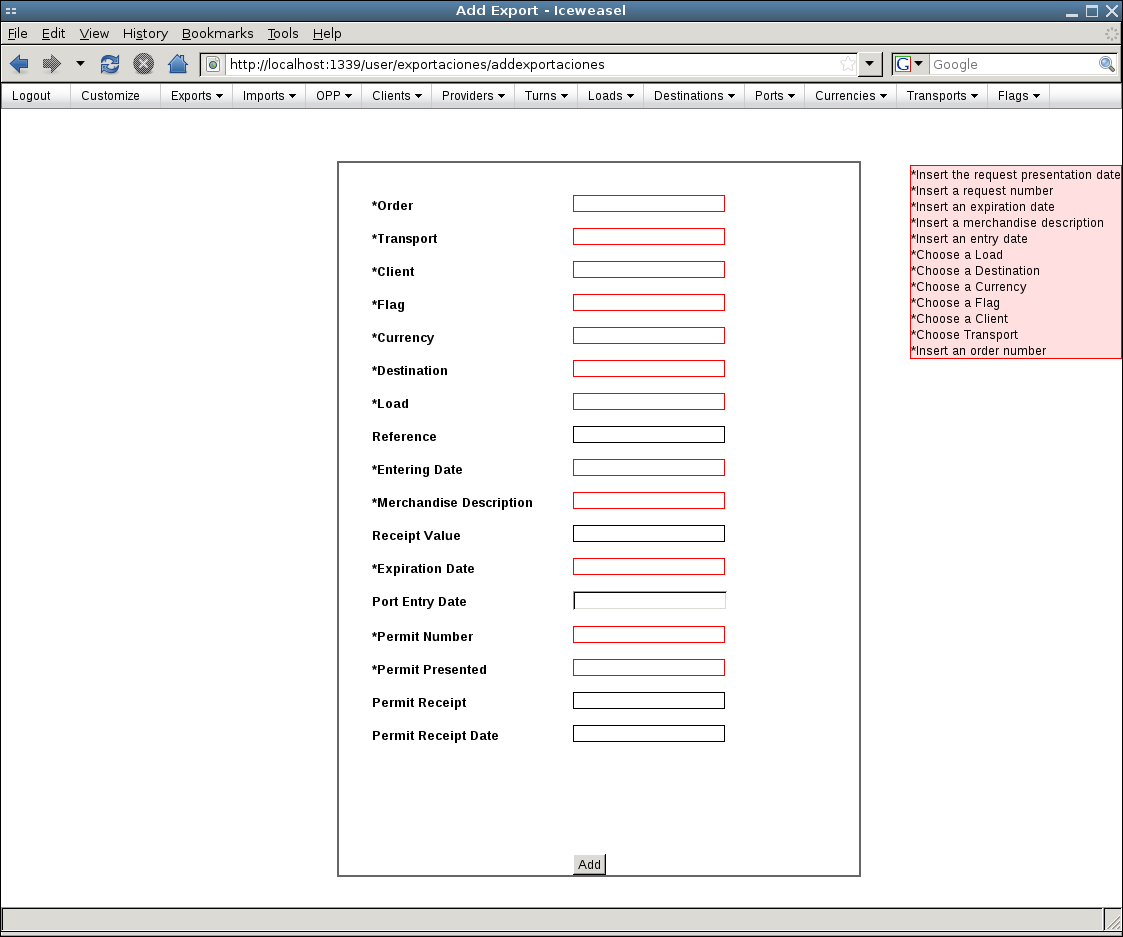 Add Export - Iceweasel
File Edit View History Bookmarks Tools Help
http://localhost:1339/user/exportaciones/addexportaciones
G Google
Logout Customize Exports Imports OPP Clients Providers Turns Loads Destinations Ports Currencies Transports Flags
*Order
*Transport
*Client
*Flag
*Currency
*Destination
*Load
Reference
*Entering Date
*Merchandise Description
Receipt Value
*Expiration Date
Port Entry Date
*Permit Number
*Permit Presented
Permit Receipt
Permit Receipt Date
Add
*Insert the request presentation date
*Insert a request number
*Insert an expiration date
*Insert a merchandise description
*Insert an entry date
*Choose a Load
*Choose a Destination
*Choose a Currency
*Choose a Flag
*Choose a Client
*Choose Transport
*Insert an order number